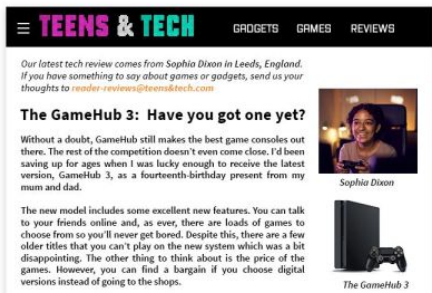 TEENS & TECH GADGETS GAMES REVIEWS
Our latest tech review comes from Sophia Dixon in Leeds, England.
If you have something to say about games or gadgets, send us your
thoughts to reader-reviews@teens&tech.com
The GameHub 3: Have you got one yet?
Without a doubt, GameHub still makes the best game consoles out
there. The rest of the competition doesn't even come close. I'd been
saving up for ages when I was lucky enough to receive the latest
version, GameHub 3, as a fourteenth-birthday present from my
mum and dad.
Sophia Dixon
The new model includes some excellent new features. You can talk
to your friends online and, as ever, there are loads of games to
choose from so you'll never get bored. Despite this, there are a few
older titles that you can't play on the new system which was a bit
disappointing. The other thing to think about is the price of the
games. However, you can find a bargain if you choose digital
versions instead of going to the shops.
The GameHub 3